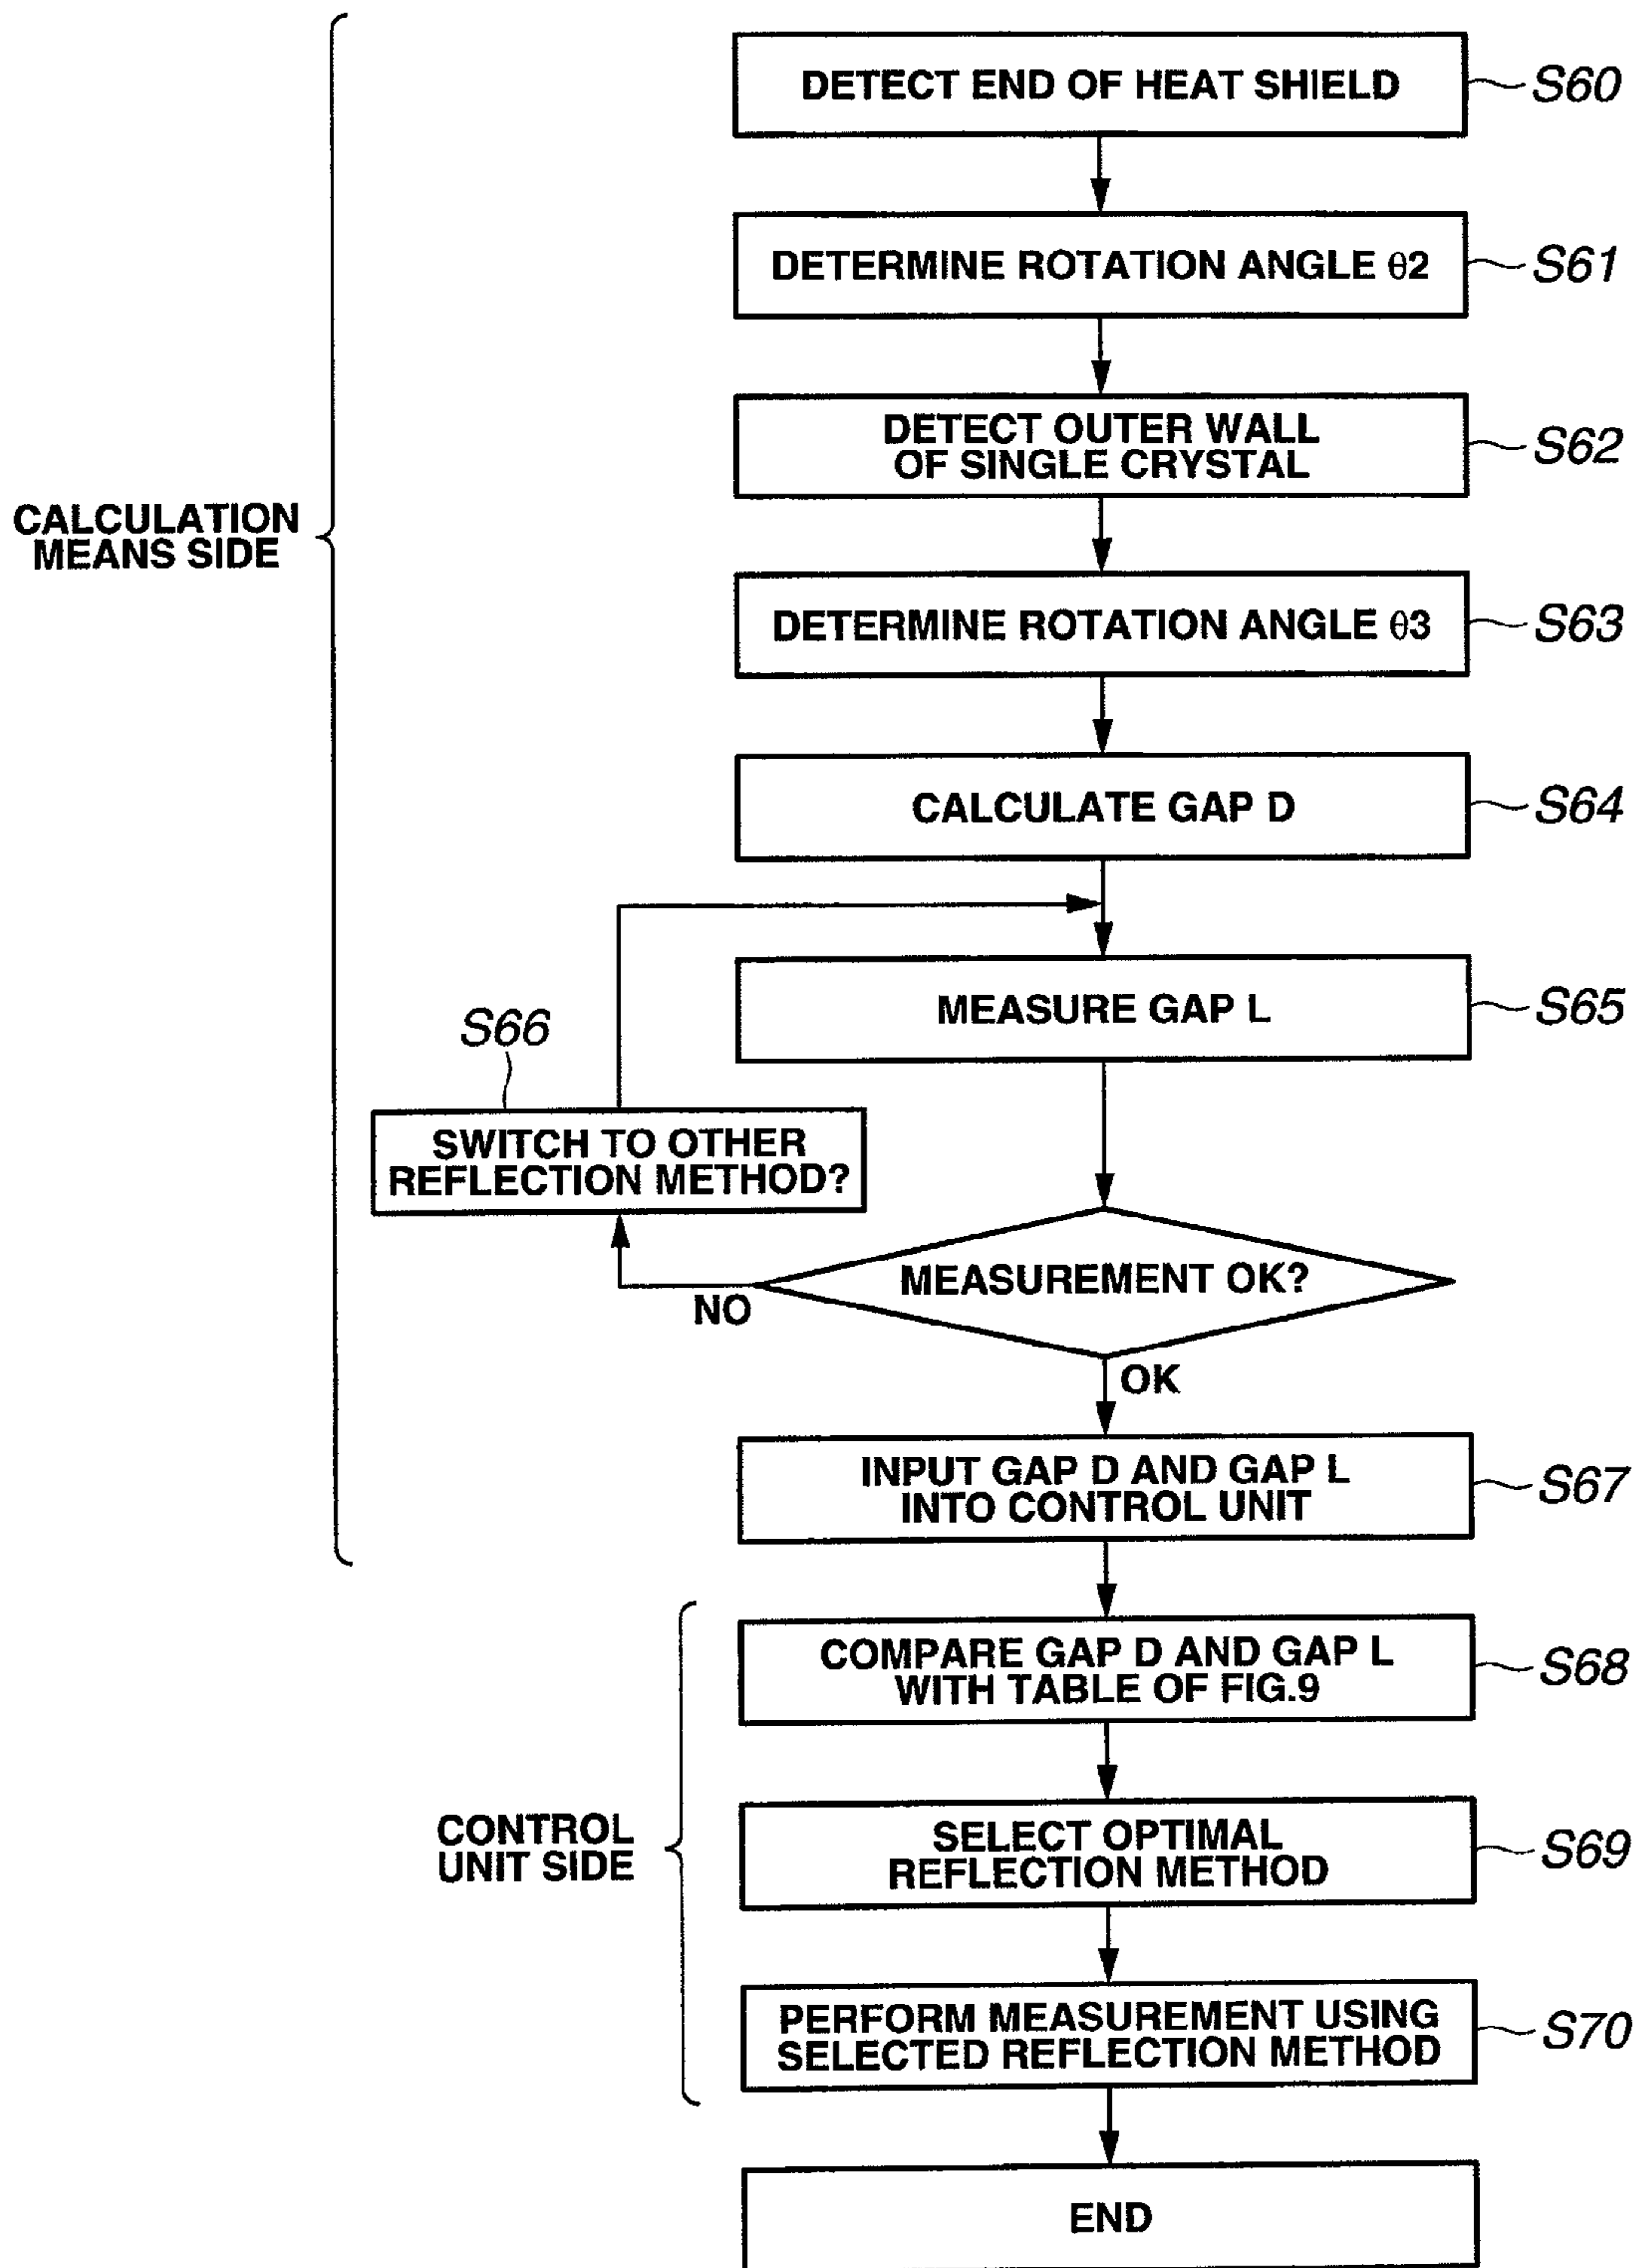 DETECT END OF HEAT SHIELD
S60
DETERMINE ROTATION ANGLE θ2
S61
DETECT OUTER WALL
OF SINGLE CRYSTAL
S62
CALCULATION
MEANS SIDE
DETERMINE ROTATION ANGLE θ3
S63
CALCULATE GAP D
S64
MEASURE GAP L
S65
S66
SWITCH TO OTHER
REFLECTION METHOD?
MEASUREMENT OK?
NO
OK
INPUT GAP D AND GAP L
INTO CONTROL UNIT
S67
COMPARE GAP D AND GAP L
WITH TABLE OF FIG.9
S68
CONTROL
UNIT SIDE
SELECT OPTIMAL
REFLECTION METHOD
S69
PERFORM MEASUREMENT USING
SELECTED REFLECTION METHOD
S70
END